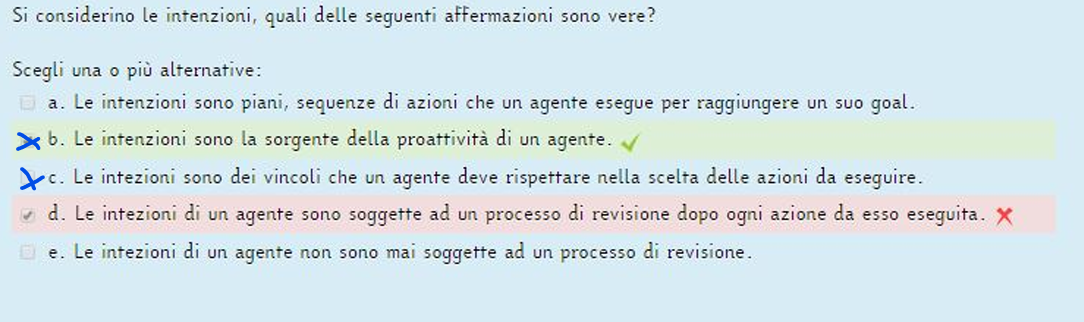 Si considerino le intenzioni, quali delle seguenti affermazioni sono vere?
Scegli una o più alternative:
a. Le intenzioni sono piani, sequenze di azioni che un agente esegue per raggiungere un suo goal.
b. Le intenzioni sono la sorgente della proattività di un agente.
c. Le intezioni sono dei vincoli che un agente deve rispettare nella scelta delle azioni da eseguire.
d. Le intezioni di un agente sono soggette ad un processo di revisione dopo ogni azione da esso eseguita.
e. Le intezioni di un agente non sono mai soggette ad un processo di revisione.